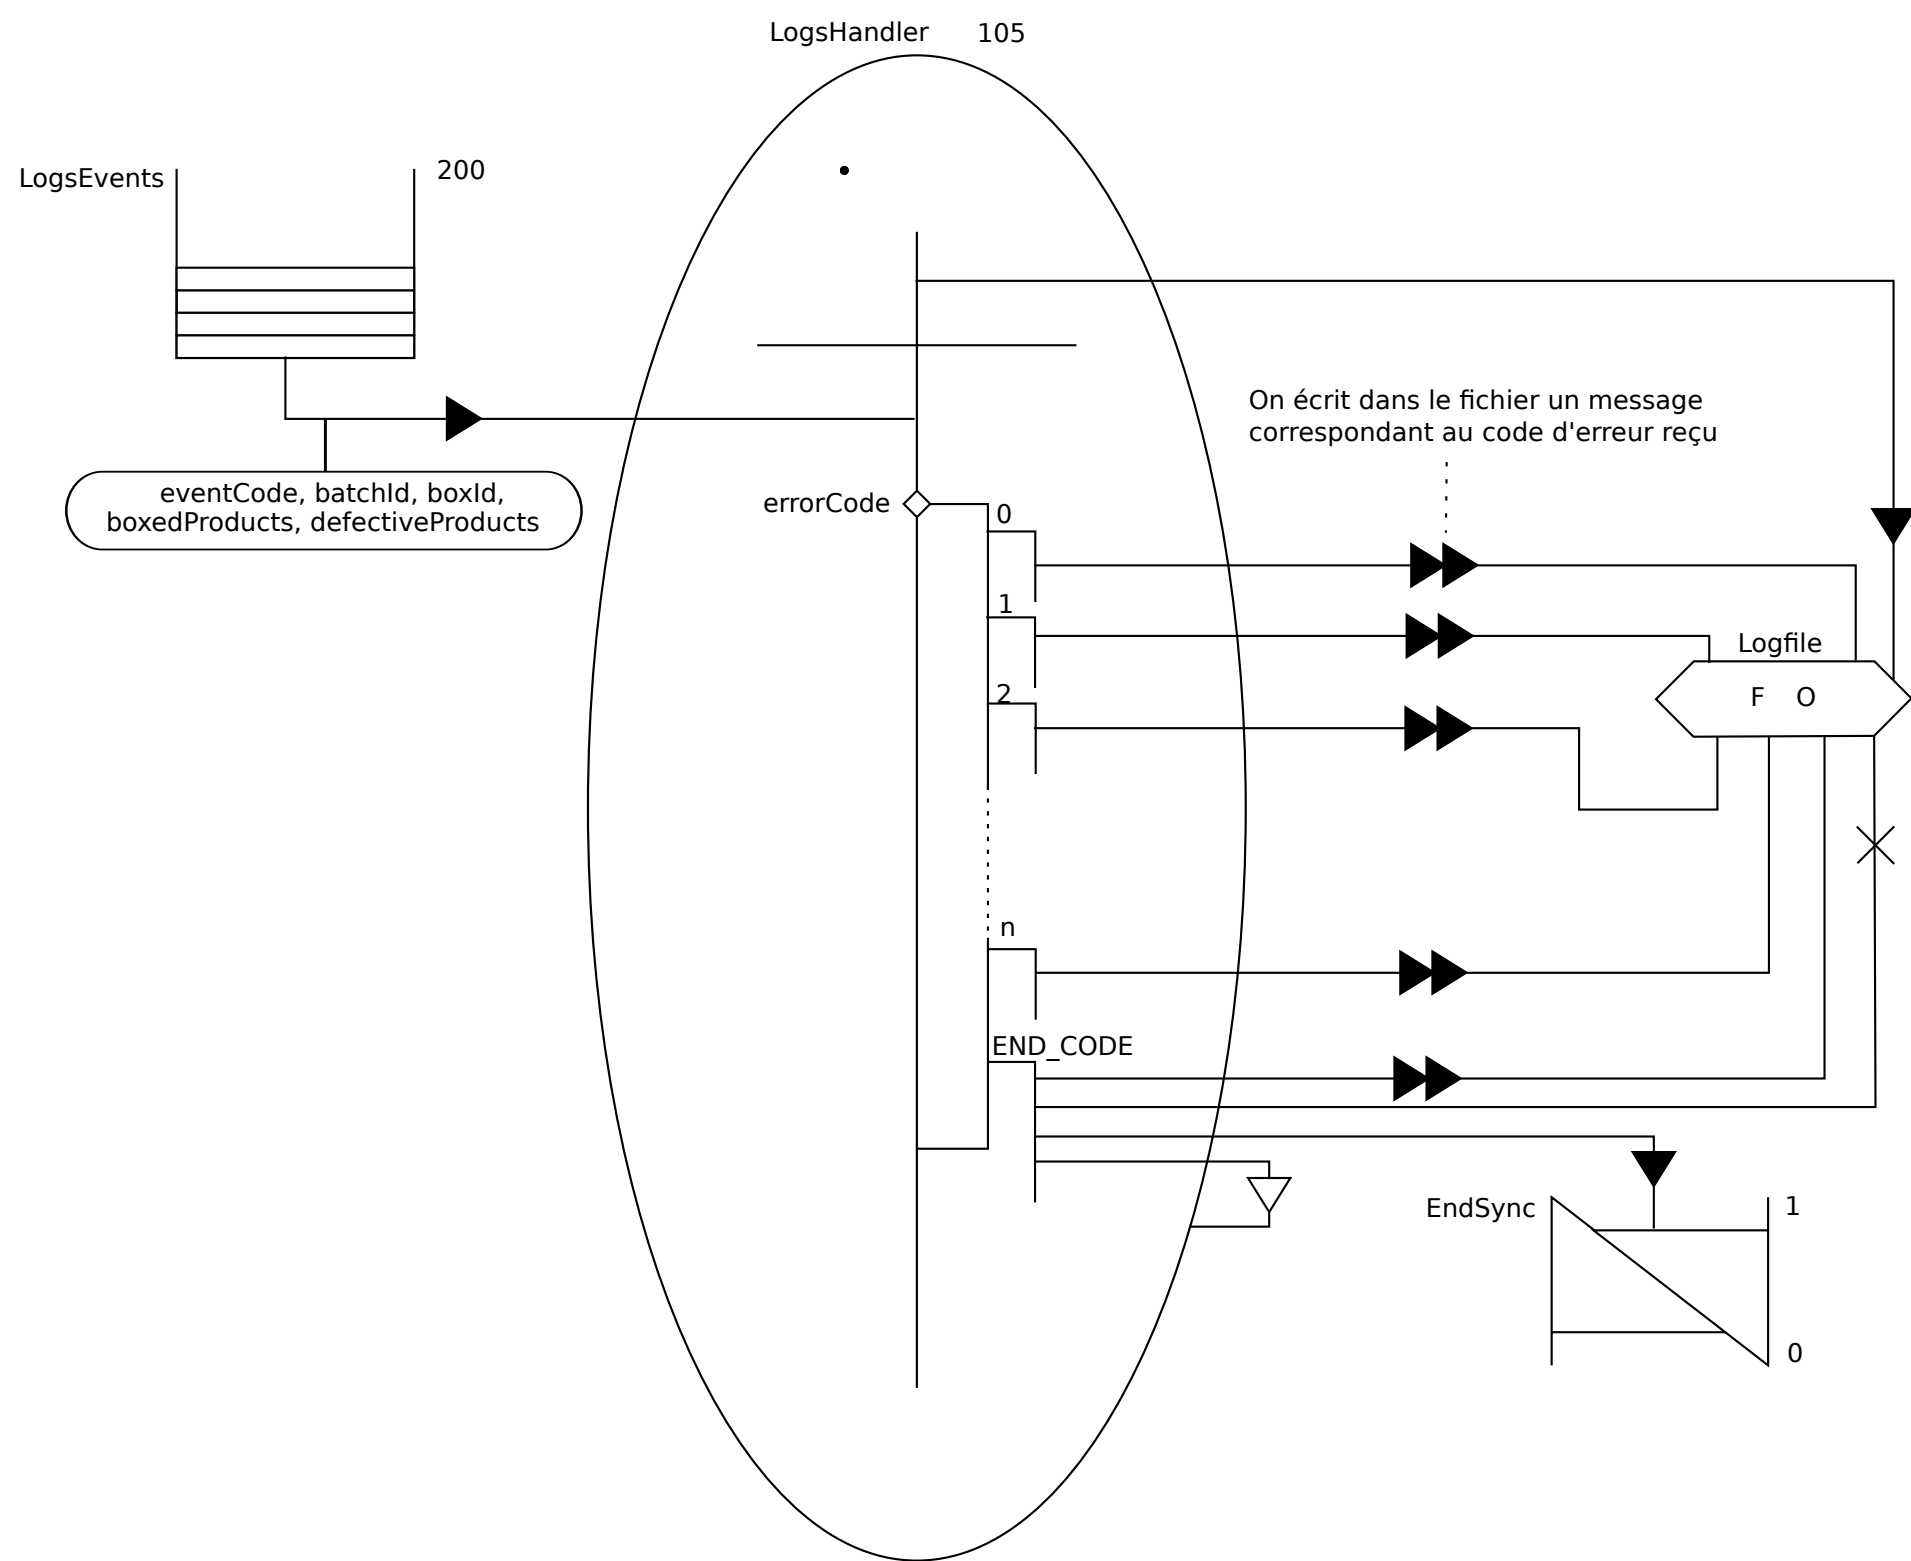 LogsHandler 105
LogsEvents
200
On écrit dans le fichier un message
correspondant au code d'erreur reçu
eventCode, batchId, boxId,
boxedProducts, defectiveProducts
errorCode
0
1
2
Logfile
F O
n
END_CODE
EndSync
1
0